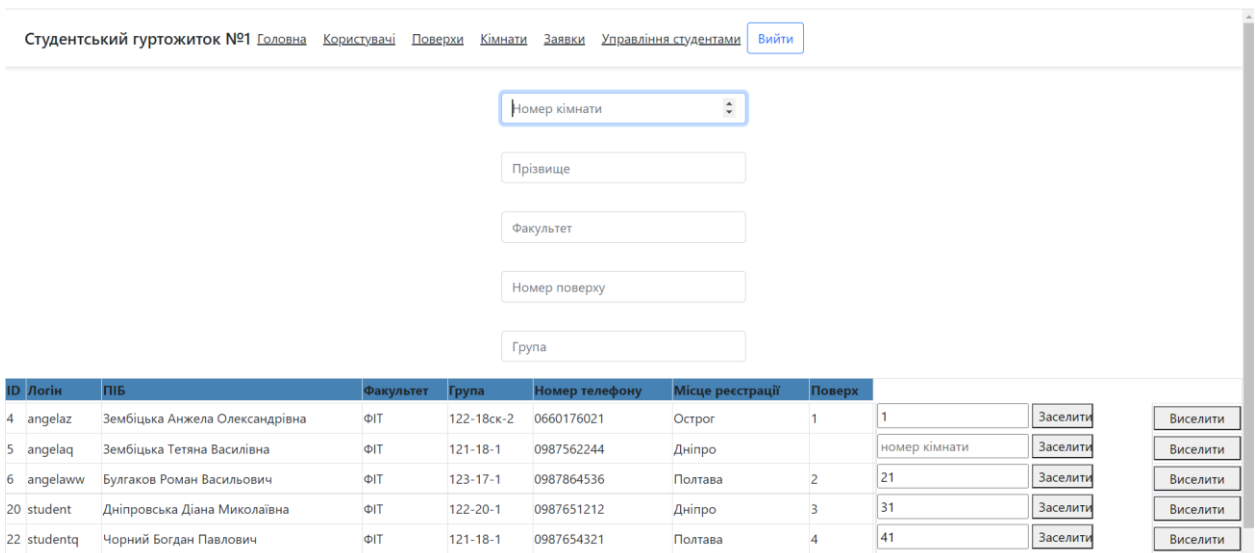 Студентський гуртожиток №1 Головна Користувачі Поверхи Кімнати Заявки Управління студентами Вийти
Номер кімнати
Прізвище
Факультет
Номер поверху
Група
ID Логін ПІБ Факультет Група Номер телефону Місце реєстрації Поверх
4 angelaz Зембіцька Анжела Олександрівна ФІТ 122-18ск-2 0660176021 Острог 1 1 Заселити Виселити
5 angelaq Зембіцька Тетяна Василівна ФІТ 121-18-1 0987562244 Дніпро номер кімнати Заселити Виселити
6 angelaww Булгаков Роман Васильович ФІТ 123-17-1 0987864536 Полтава 2 21 Заселити Виселити
20 student Дніпровська Діана Миколаївна ФІТ 122-20-1 0987651212 Дніпро 3 31 Заселити Виселити
22 studentq Чорний Богдан Павлович ФІТ 121-18-1 0987654321 Полтава 4 41 Заселити Виселити